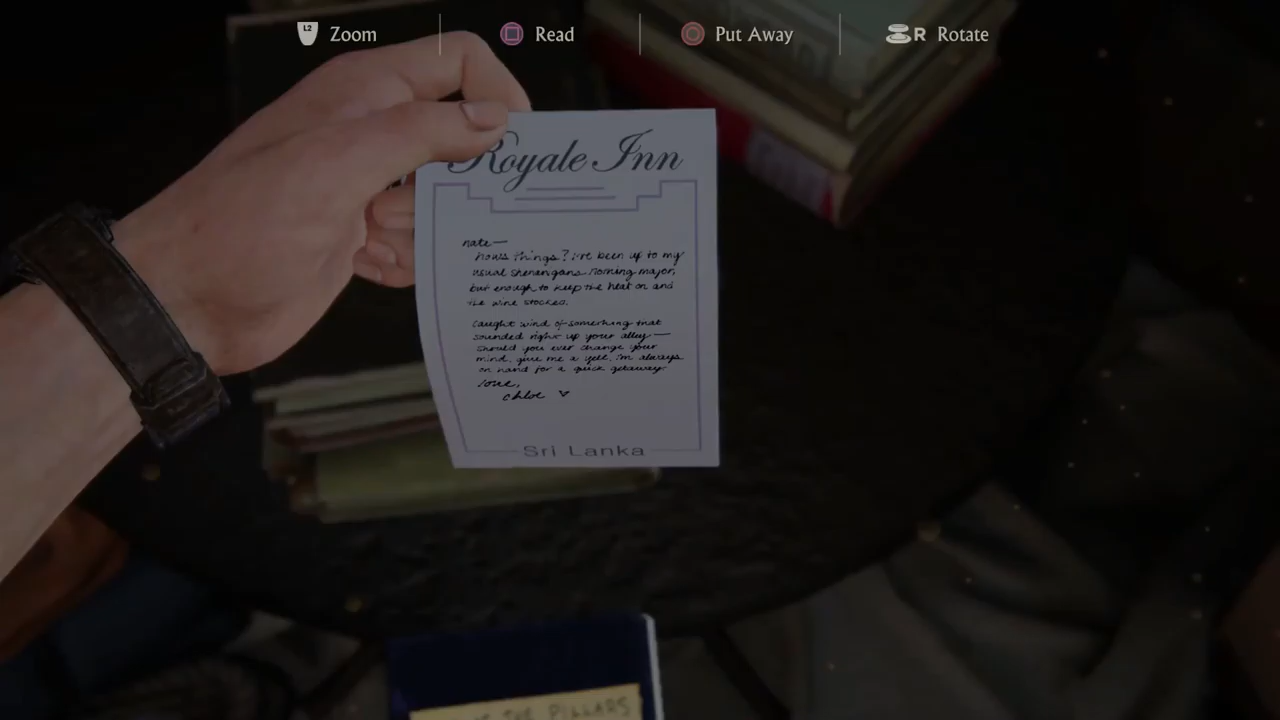 L2 Zoom
Read
Put Away
R Rotate
Royale Inn
nate—
hows things? i've been up to my
usual shenanigans. nothing major,
but enough to keep the heat on and
the wine stocked.
caught wind of something that
sounded right up your alley—
should you ever change your
mind, give me a yell. i'm always
on hand for a quick getaway.
love,
chloe
Sri Lanka
THE PILLARS